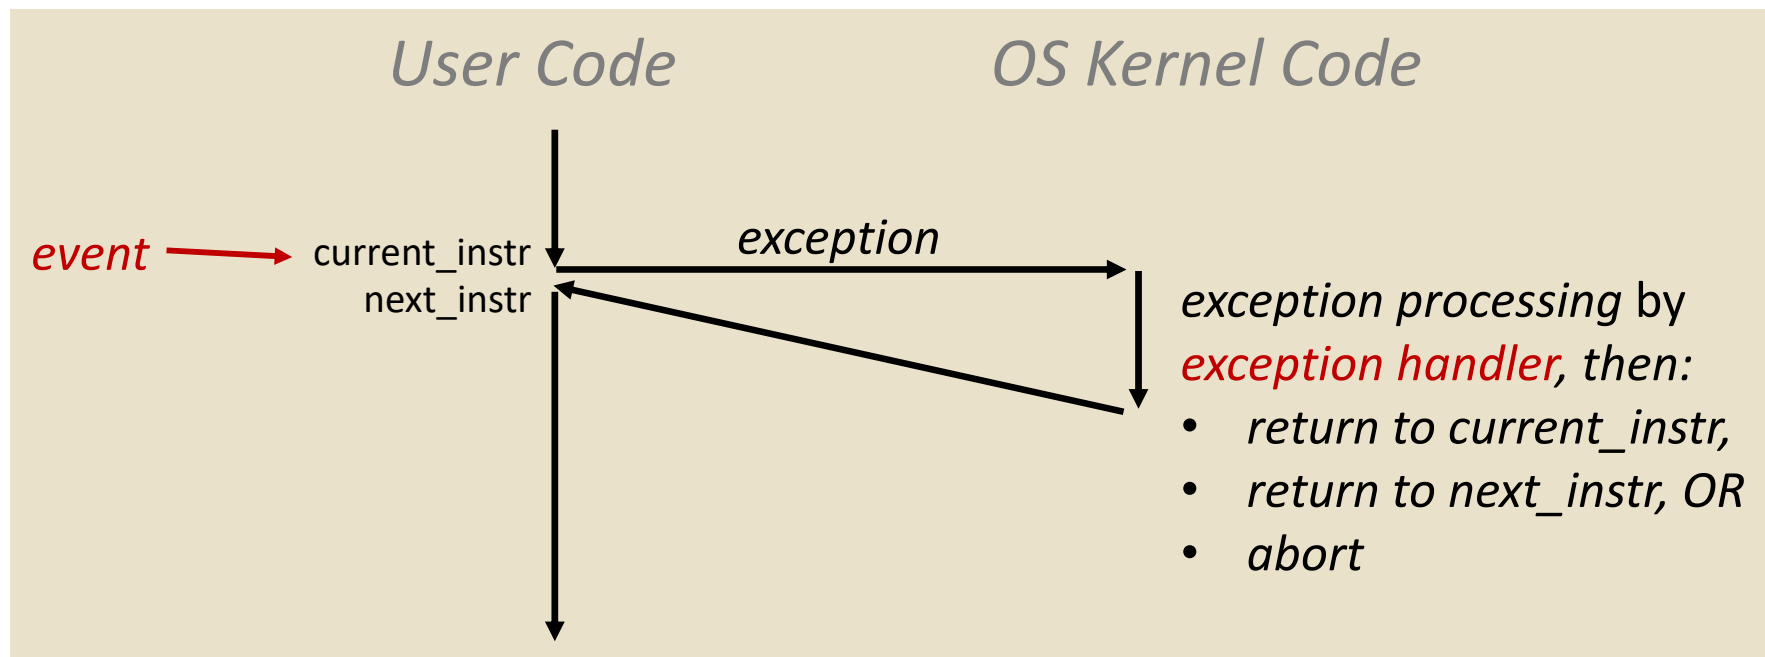 User Code
OS Kernel Code
event
current_instr
next_instr
exception
exception processing by
exception handler, then:
• return to current_instr,
• return to next_instr, OR
• abort